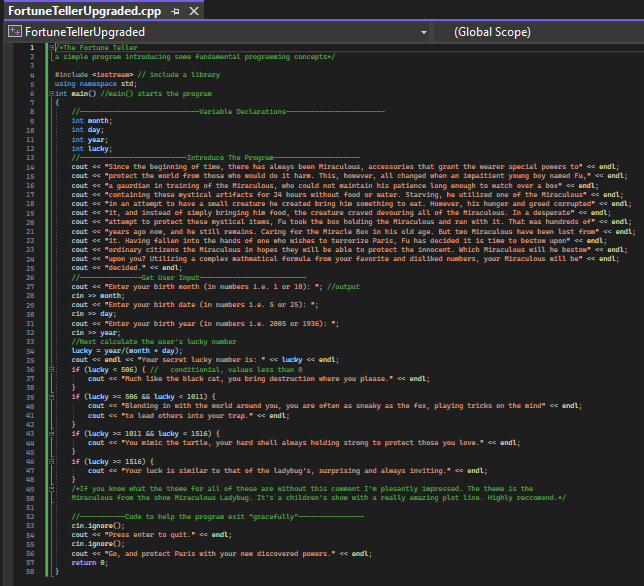 FortuneTellerUpgraded.cpp
FortuneTellerUpgraded
(Global Scope)
1 /*The Fortune Teller
2 a simple program introducing some fundamental programming concepts*/
3
4 #include <iostream> // include a library
5 using namespace std;
6 int main() //main() starts the program
7 {
8 //-----------------------------Variable Declarations------------------------
9 int month;
10 int day;
11 int year;
12 int lucky;
13 //--------------------------Introduce The Program---------------------
14 cout << "Since the beginning of time, there has always been Miraculous, accessories that grant the wearer special powers to" << endl;
15 cout << "protect the world from those who would do it harm. This, however, all changed when an impaitient young boy named Fu," << endl;
16 cout << "a gaurdian in training of the Miraculous, who could not maintain his patience long enough to watch over a box" << endl;
17 cout << "containing these mystical artifacts for 24 hours without food or water. Starving, he utilized one of the Miraculous" << endl;
18 cout << "in an attempt to have a small creature he created bring him something to eat. However, his hunger and greed corrupted" << endl;
19 cout << "it, and instead of simply bringing him food, the creature craved devouring all of the Miraculous. In a desperate" << endl;
20 cout << "attempt to protect these mystical items, Fu took the box holding the Miraculous and ran with it. That was hundreds of" << endl;
21 cout << "years ago now, and he still remains. Caring for the Miracle Box in his old age. But two Miraculous have been lost from" << endl;
22 cout << "it. Having fallen into the hands of one who wishes to terrorize Paris, Fu has decided it is time to bestow upon" << endl;
23 cout << "ordinary citizens the Miraculous in hopes they will be able to protect the innocent. Which Miraculous will he bestow" << endl;
24 cout << "upon you? Utilizing a complex mathmatical formula from your favorite and disliked numbers, your Miraculous will be" << endl;
25 cout << "decided." << endl;
26 //---------------Get User Input--------------------------
27 cout << "Enter your birth month (in numbers i.e. 1 or 10): "; //output
28 cin >> month;
29 cout << "Enter your birth date (in numbers i.e. 5 or 25): ";
30 cin >> day;
31 cout << "Enter your birth year (in numbers i.e. 2005 or 1936): ";
32 cin >> year;
33 //Next calculate the user's lucky number
34 lucky = year/(month + day);
35 cout << endl << "Your secret lucky number is: " << lucky << endl;
36 if (lucky < 506) { // conditionial, values less than 0
37 cout << "Much like the black cat, you bring destruction where you please." << endl;
38 }
39 if (lucky >= 506 && lucky < 1011) {
40 cout << "Blending in with the world around you, you are often as sneaky as the fox, playing tricks on the mind" << endl;
41 cout << "to lead others into your trap." << endl;
42 }
43 if (lucky >= 1011 && lucky < 1516) {
44 cout << "You mimic the turtle, your hard shell always holding strong to protect those you love." << endl;
45 }
46 if (lucky >= 1516) {
47 cout << "Your luck is similar to that of the ladybug's, surprising and always inviting." << endl;
48 }
49 /*If you know what the theme for all of these are without this comment I'm plesantly impressed. The theme is the
50 Miraculous from the show Miraculous Ladybug. It's a children's show with a really amazing plot line. Highly reccomend.*/
51
52 //-----------Code to help the program exit "gracefully"----------------
53 cin.ignore();
54 cout << "Press enter to quit." << endl;
55 cin.ignore();
56 cout << "Go, and protect Paris with your new discovered powers." << endl;
57 return 0;
58 }